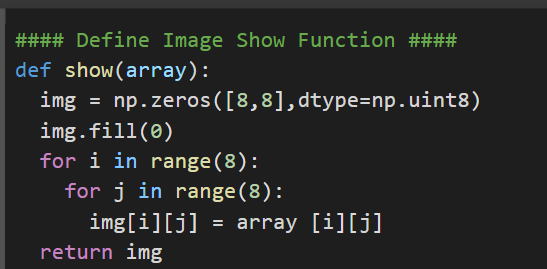 #### Define Image Show Function ####
def show(array):
  img = np.zeros([8,8],dtype=np.uint8)
  img.fill(0)
  for i in range(8):
    for j in range(8):
      img[i][j] = array [i][j]
  return img